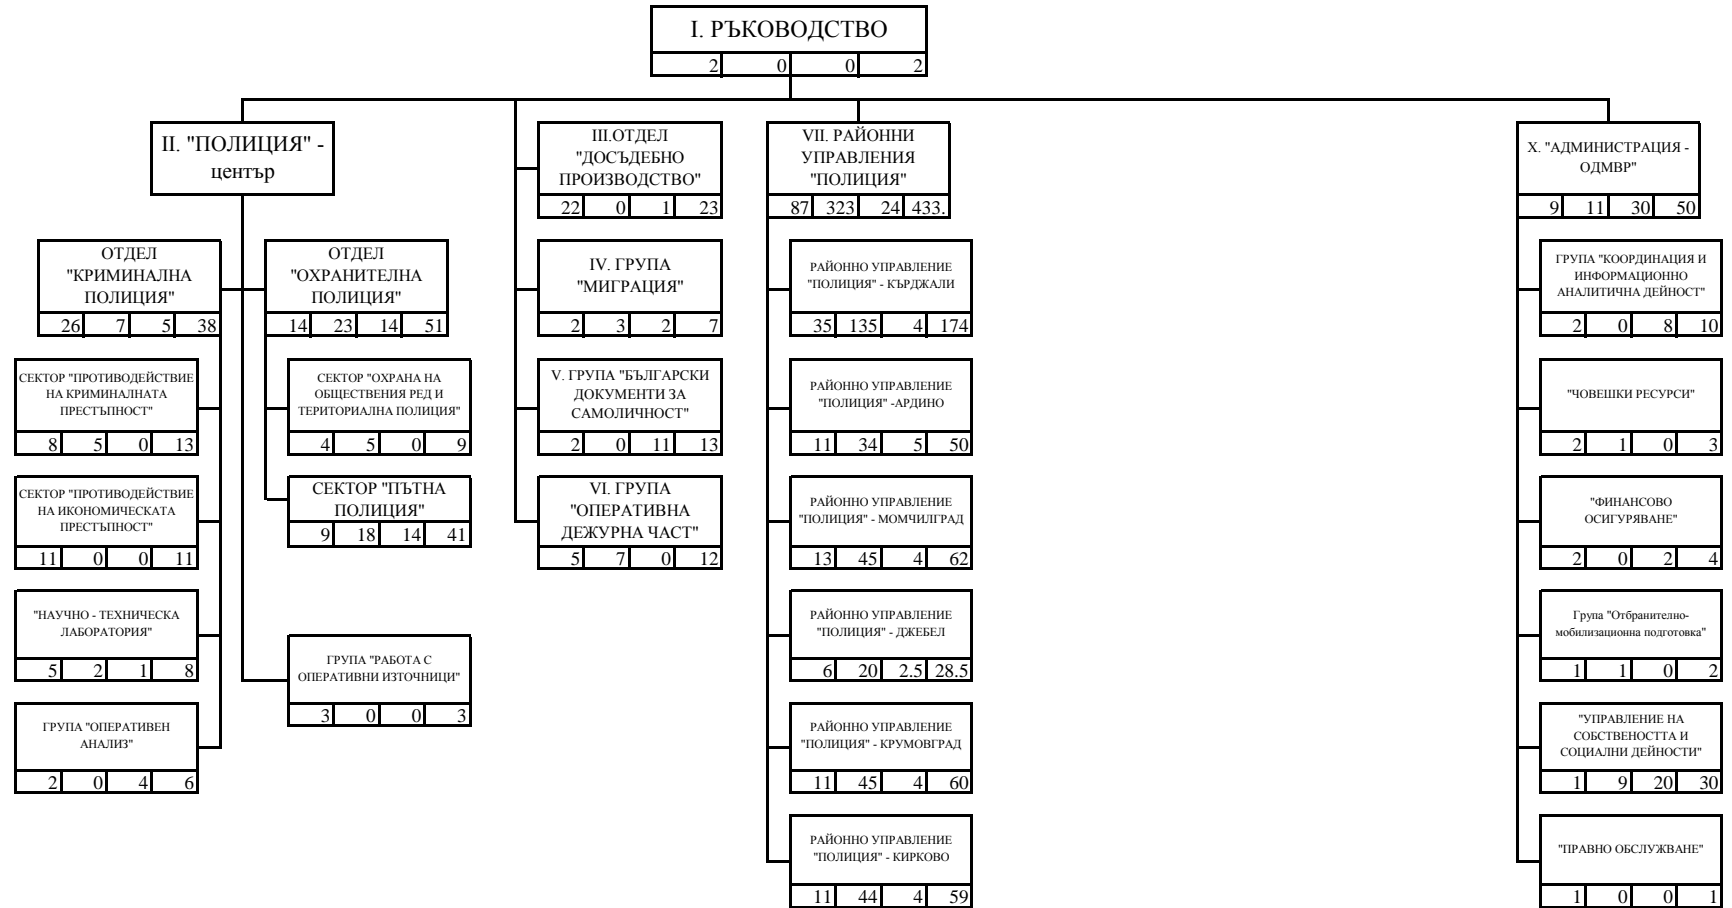 I. РЪКОВОДСТВО
2 0 0 2
II. "ПОЛИЦИЯ" -
център
ОТДЕЛ
"КРИМИНАЛНА
ПОЛИЦИЯ"
26 7 5 38
СЕКТОР "ПРОТИВОДЕЙСТВИЕ
НА КРИМИНАЛНАТА
ПРЕСТЪПНОСТ"
8 5 0 13
СЕКТОР "ПРОТИВОДЕЙСТВИЕ
НА ИКОНОМИЧЕСКАТА
ПРЕСТЪПНОСТ"
11 0 0 11
"НАУЧНО - ТЕХНИЧЕСКА
ЛАБОРАТОРИЯ"
5 2 1 8
ГРУПА "ОПЕРАТИВЕН
АНАЛИЗ"
2 0 4 6
ОТДЕЛ
"ОХРАНИТЕЛНА
ПОЛИЦИЯ"
14 23 14 51
СЕКТОР "ОХРАНА НА
ОБЩЕСТВЕНИЯ РЕД И
ТЕРИТОРИАЛНА ПОЛИЦИЯ"
4 5 0 9
СЕКТОР "ПЪТНА
ПОЛИЦИЯ"
9 18 14 41
ГРУПА "РАБОТА С
ОПЕРАТИВНИ ИЗТОЧНИЦИ"
3 0 0 3
III.ОТДЕЛ
"ДОСЪДЕБНО
ПРОИЗВОДСТВО"
22 0 1 23
IV. ГРУПА
"МИГРАЦИЯ"
2 3 2 7
V. ГРУПА "БЪЛГАРСКИ
ДОКУМЕНТИ ЗА
САМОЛИЧНОСТ"
2 0 11 13
VI. ГРУПА
"ОПЕРАТИВНА
ДЕЖУРНА ЧАСТ"
5 7 0 12
VII. РАЙОННИ
УПРАВЛЕНИЯ
"ПОЛИЦИЯ"
87 323 24 433.
РАЙОННО УПРАВЛЕНИЕ
"ПОЛИЦИЯ" - КЪРДЖАЛИ
35 135 4 174
РАЙОННО УПРАВЛЕНИЕ
"ПОЛИЦИЯ" -АРДИНО
11 34 5 50
РАЙОННО УПРАВЛЕНИЕ
"ПОЛИЦИЯ" - МОМЧИЛГРАД
13 45 4 62
РАЙОННО УПРАВЛЕНИЕ
"ПОЛИЦИЯ" - ДЖЕБЕЛ
6 20 2.5 28.5
РАЙОННО УПРАВЛЕНИЕ
"ПОЛИЦИЯ" - КРУМОВГРАД
11 45 4 60
РАЙОННО УПРАВЛЕНИЕ
"ПОЛИЦИЯ" - КИРКОВО
11 44 4 59
X. "АДМИНИСТРАЦИЯ -
ОДМВР"
9 11 30 50
ГРУПА "КООРДИНАЦИЯ И
ИНФОРМАЦИОННО
АНАЛИТИЧНА ДЕЙНОСТ"
2 0 8 10
"ЧОВЕШКИ РЕСУРСИ"
2 1 0 3
"ФИНАНСОВО
ОСИГУРЯВАНЕ"
2 0 2 4
Група "Отбранително-
мобилизационна подготовка"
1 1 0 2
"УПРАВЛЕНИЕ НА
СОБСТВЕНОСТТА И
СОЦИАЛНИ ДЕЙНОСТИ"
1 9 20 30
"ПРАВНО ОБСЛУЖВАНЕ"
1 0 0 1